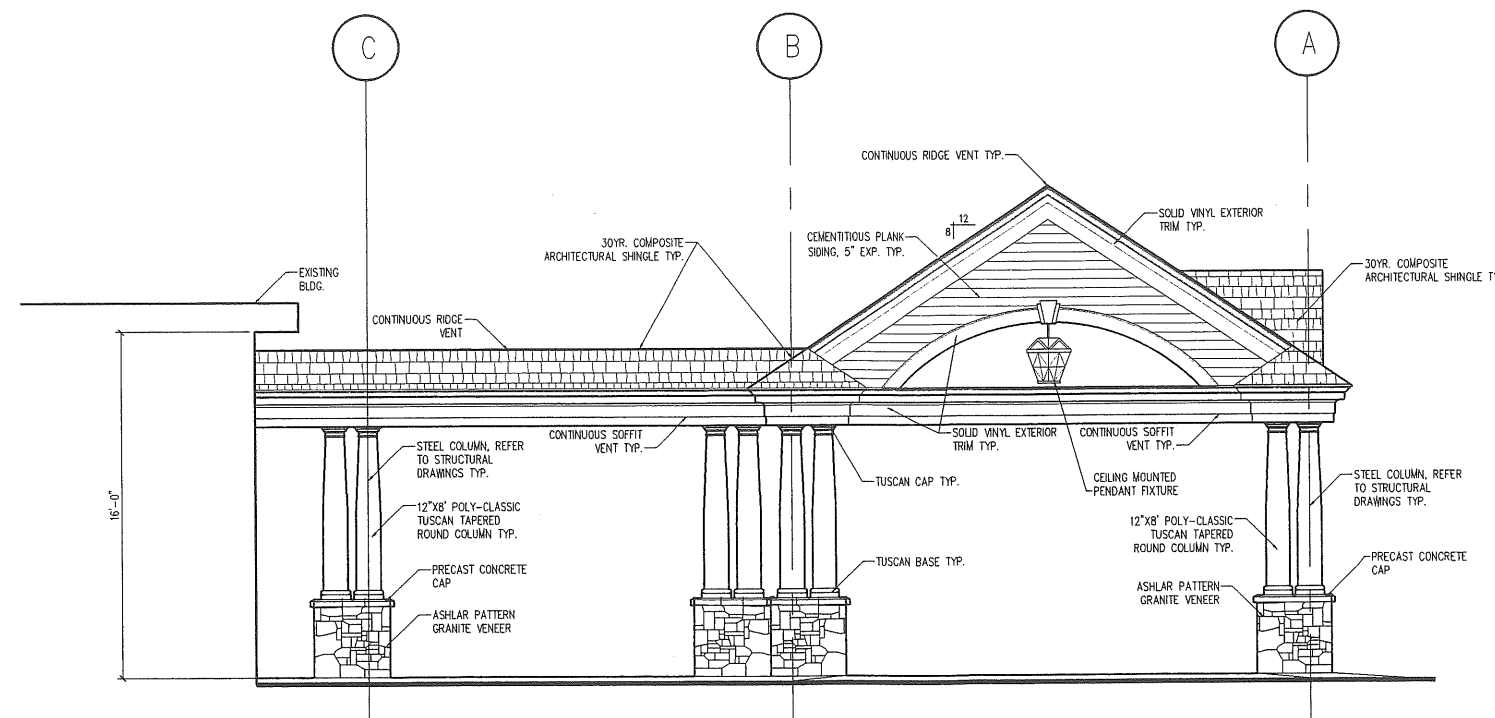 C
B
A
CONTINUOUS RIDGE VENT TYP.
12
8
SOLID VINYL EXTERIOR
TRIM TYP.
30YR. COMPOSITE
ARCHITECTURAL SHINGLE TYP.
CEMENTITIOUS PLANK
SIDING, 5" EXP. TYP.
EXISTING
BLDG.
30YR. COMPOSITE
ARCHITECTURAL SHINGLE T
CONTINUOUS RIDGE
VENT
CONTINUOUS SOFFIT
VENT TYP.
SOLID VINYL EXTERIOR
TRIM TYP.
CONTINUOUS SOFFIT
VENT TYP.
STEEL COLUMN, REFER
TO STRUCTURAL
DRAWINGS TYP.
TUSCAN CAP TYP.
CEILING MOUNTED
PENDANT FIXTURE
STEEL COLUMN, REFER
TO STRUCTURAL
DRAWINGS TYP.
16'-0"
12"X8' POLY-CLASSIC
TUSCAN TAPERED
ROUND COLUMN TYP.
12"X8' POLY-CLASSIC
TUSCAN TAPERED
ROUND COLUMN TYP.
TUSCAN BASE TYP.
PRECAST CONCRETE
CAP
PRECAST CONCRETE
CAP
ASHLAR PATTERN
GRANITE VENEER
ASHLAR PATTERN
GRANITE VENEER